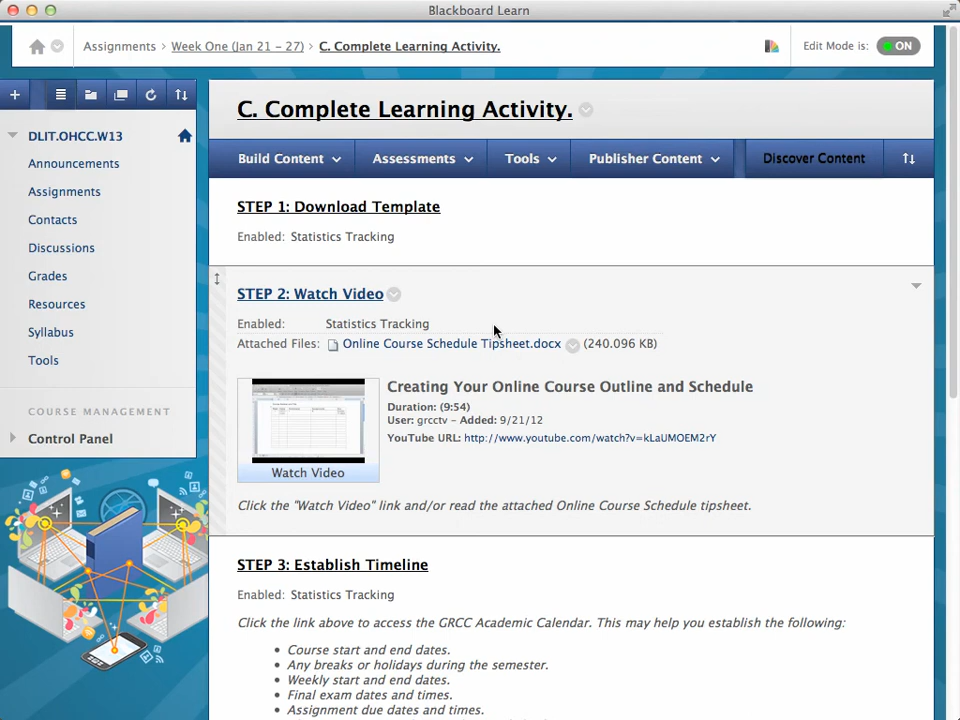 Blackboard Learn
Assignments > Week One (Jan 21 - 27) > C. Complete Learning Activity.
Edit Mode is: ON
DLIT.OHCC.W13
Announcements
Assignments
Contacts
Discussions
Grades
Resources
Syllabus
Tools
COURSE MANAGEMENT
Control Panel
C. Complete Learning Activity.
Build Content Assessments Tools Publisher Content Discover Content
STEP 1: Download Template
Enabled: Statistics Tracking
STEP 2: Watch Video
Enabled: Statistics Tracking
Attached Files: Online Course Schedule Tipsheet.docx (240.096 KB)
Watch Video
Creating Your Online Course Outline and Schedule
Duration: (9:54)
User: grcctv - Added: 9/21/12
YouTube URL: http://www.youtube.com/watch?v=kLaUMOEM2rY
Click the "Watch Video" link and/or read the attached Online Course Schedule tipsheet.
STEP 3: Establish Timeline
Enabled: Statistics Tracking
Click the link above to access the GRCC Academic Calendar. This may help you establish the following:
• Course start and end dates.
• Any breaks or holidays during the semester.
• Weekly start and end dates.
• Final exam dates and times.
• Assignment due dates and times.